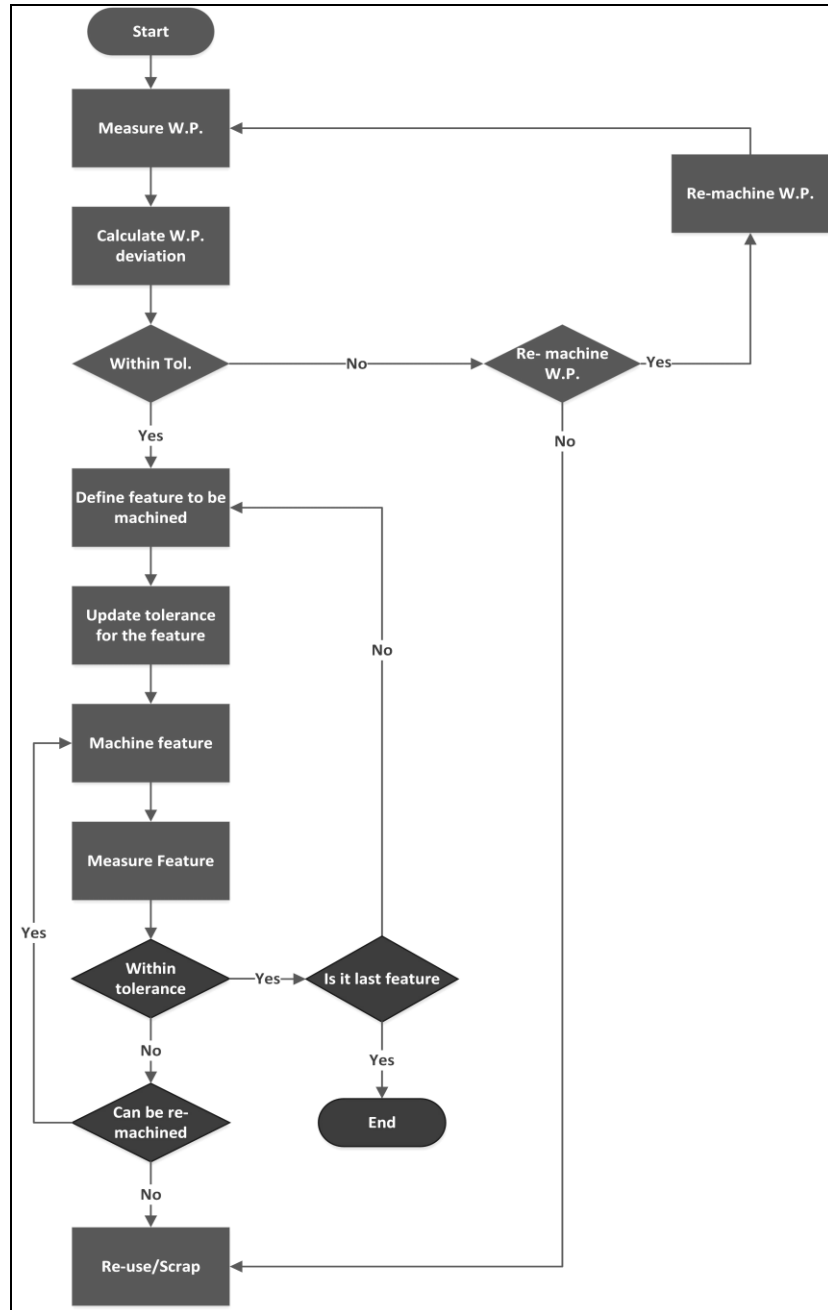 Start
Measure W.P.
Re-machine W.P.
Calculate W.P.
deviation
Within Tol.
No
Re- machine
W.P.
Yes
Yes
No
Define feature to be
machined
Update tolerance
for the feature
No
Machine feature
Measure Feature
Yes
Within
tolerance
Yes
Is it last feature
No
Yes
Can be re-
machined
End
No
Re-use/Scrap